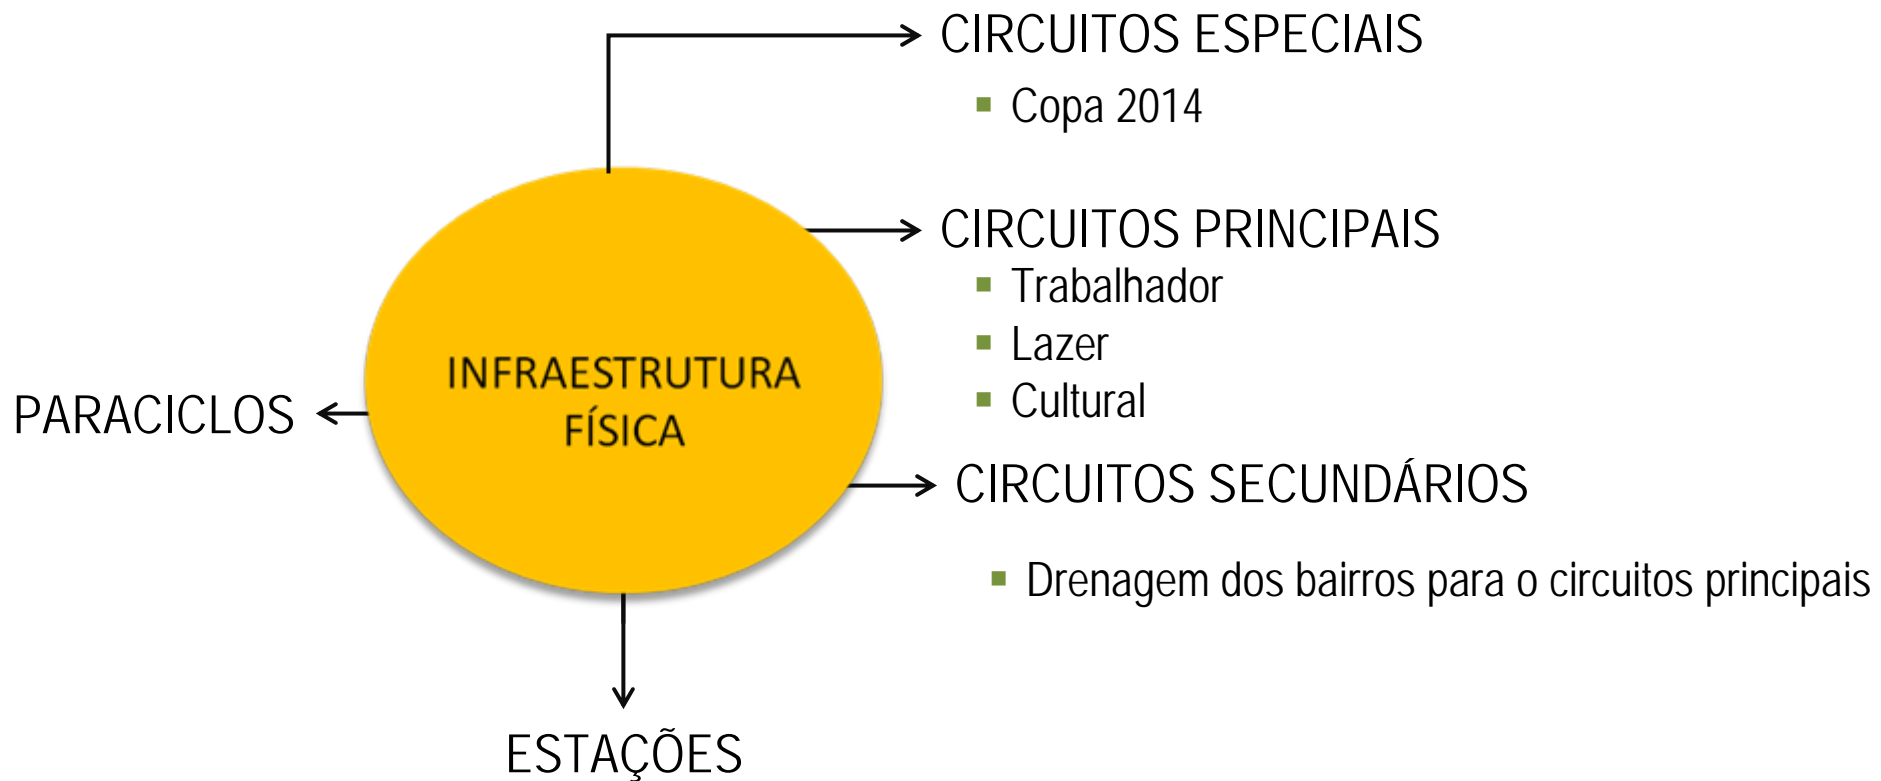 CIRCUITOS ESPECIAIS
Copa 2014
CIRCUITOS PRINCIPAIS
Trabalhador
Lazer
Cultural
INFRAESTRUTURA
FÍSICA
PARACICLOS
CIRCUITOS SECUNDÁRIOS
Drenagem dos bairros para o circuitos principais
ESTAÇÕES